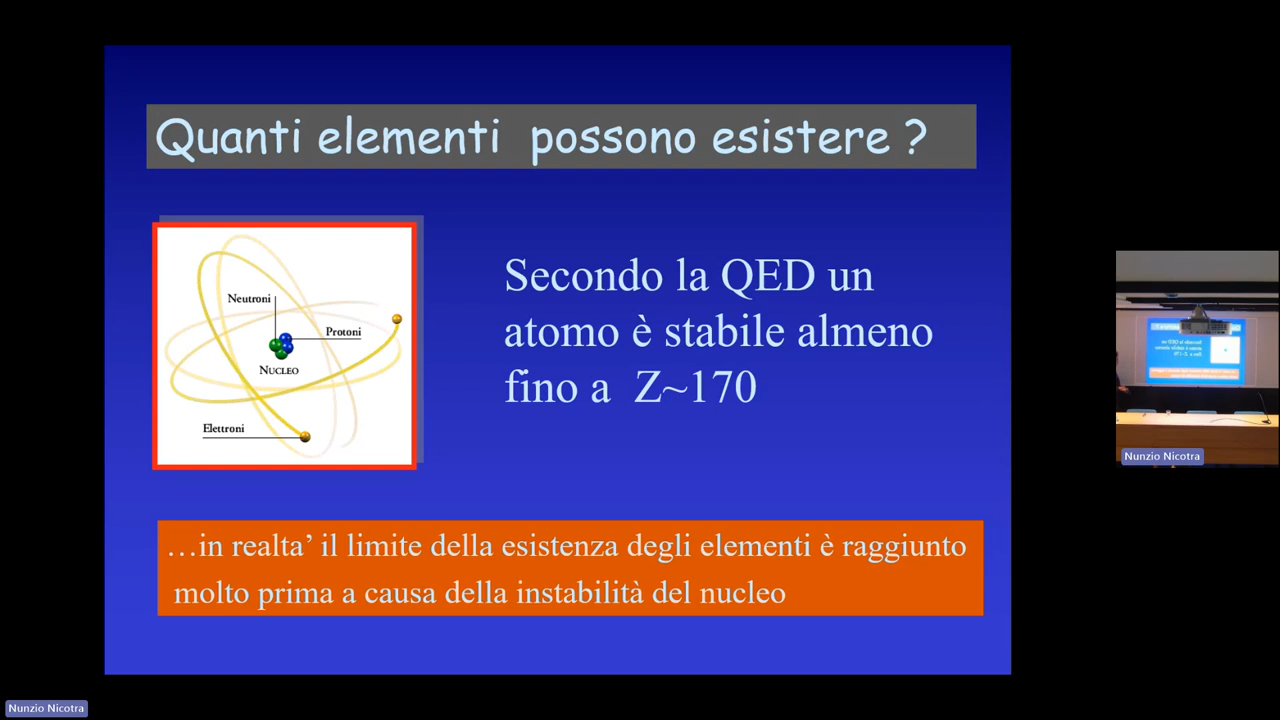 Quanti elementi possono esistere ?
Neutroni
Protoni
NUCLEO
Elettroni
Secondo la QED un
atomo è stabile almeno
fino a Z~170
…in realta’ il limite della esistenza degli elementi è raggiunto
molto prima a causa della instabilità del nucleo
Nunzio Nicotra
Nunzio Nicotra